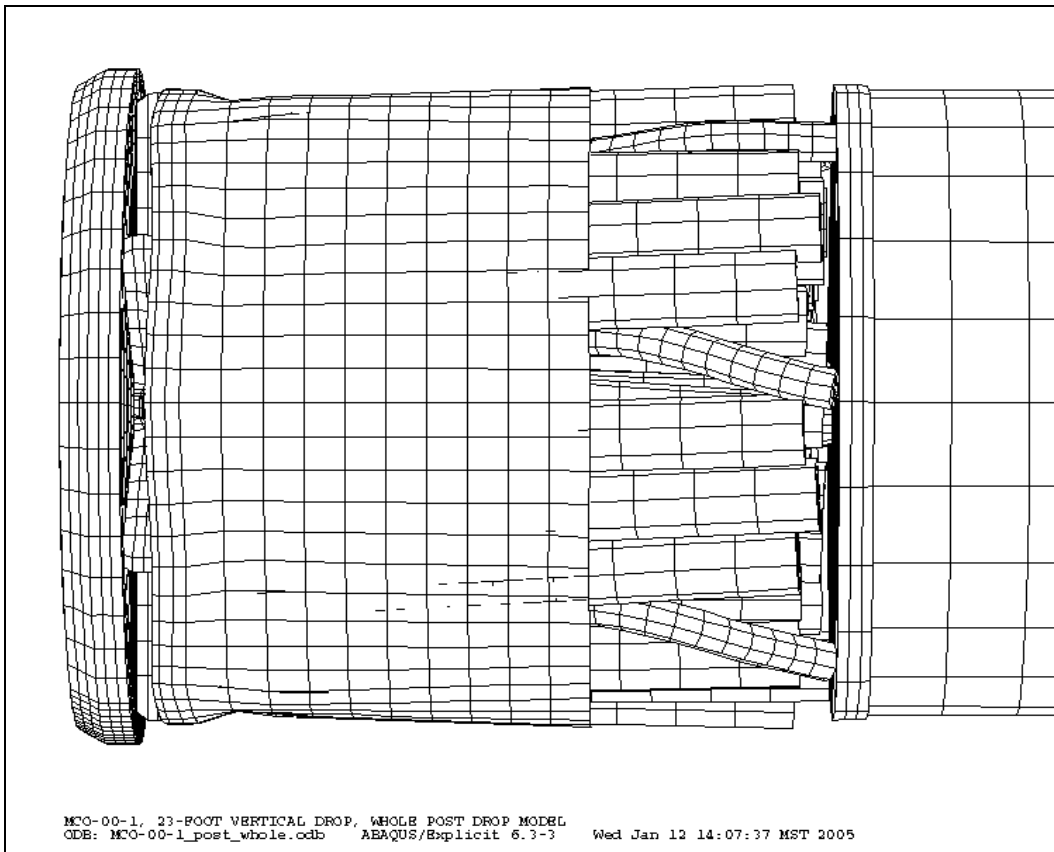 MCO-00-1, 23-FOOT VERTICAL DROP, WHOLE POST DROP MODEL
ODB: MCO-00-1_post_whole.odb ABAQUS/Explicit 6.3-3 Wed Jan 12 14:07:37 MST 2005